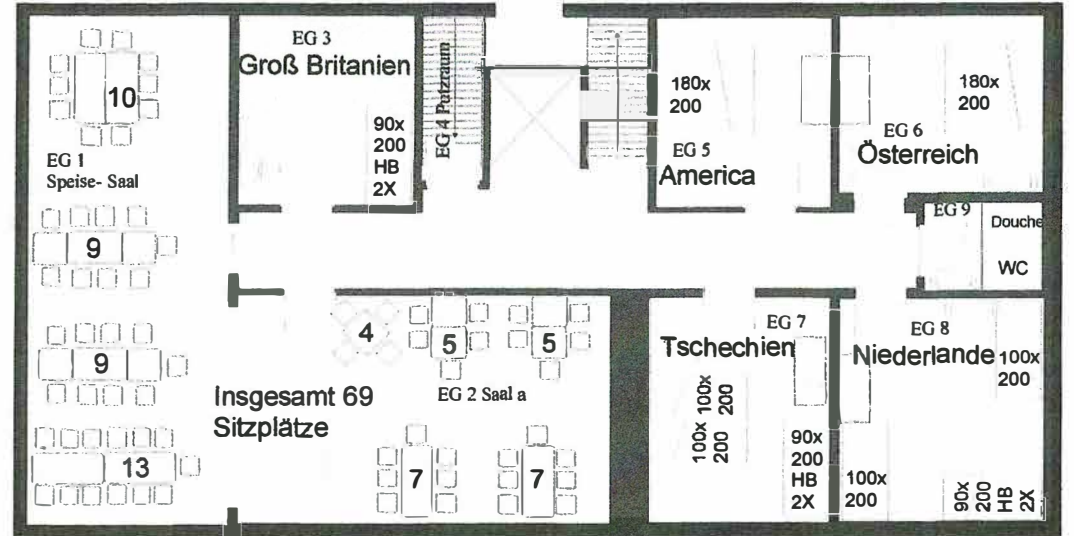 EG 3
Groß Britanien
90x
200
HB
2X
EG 4 Putzraum
180x
200
EG 5
America
180x
200
EG 6
Österreich
EG 9
Douche
WC
10
EG 1
Speise- Saal
9
9
13
Insgesamt 69
Sitzplätze
4
5
5
EG 2 Saal a
7
7
EG 7
Tschechien
100x
200
100x
200
90x
200
HB
2X
EG 8
Niederlande
100x
200
100x
200
90x
200
HB
2X